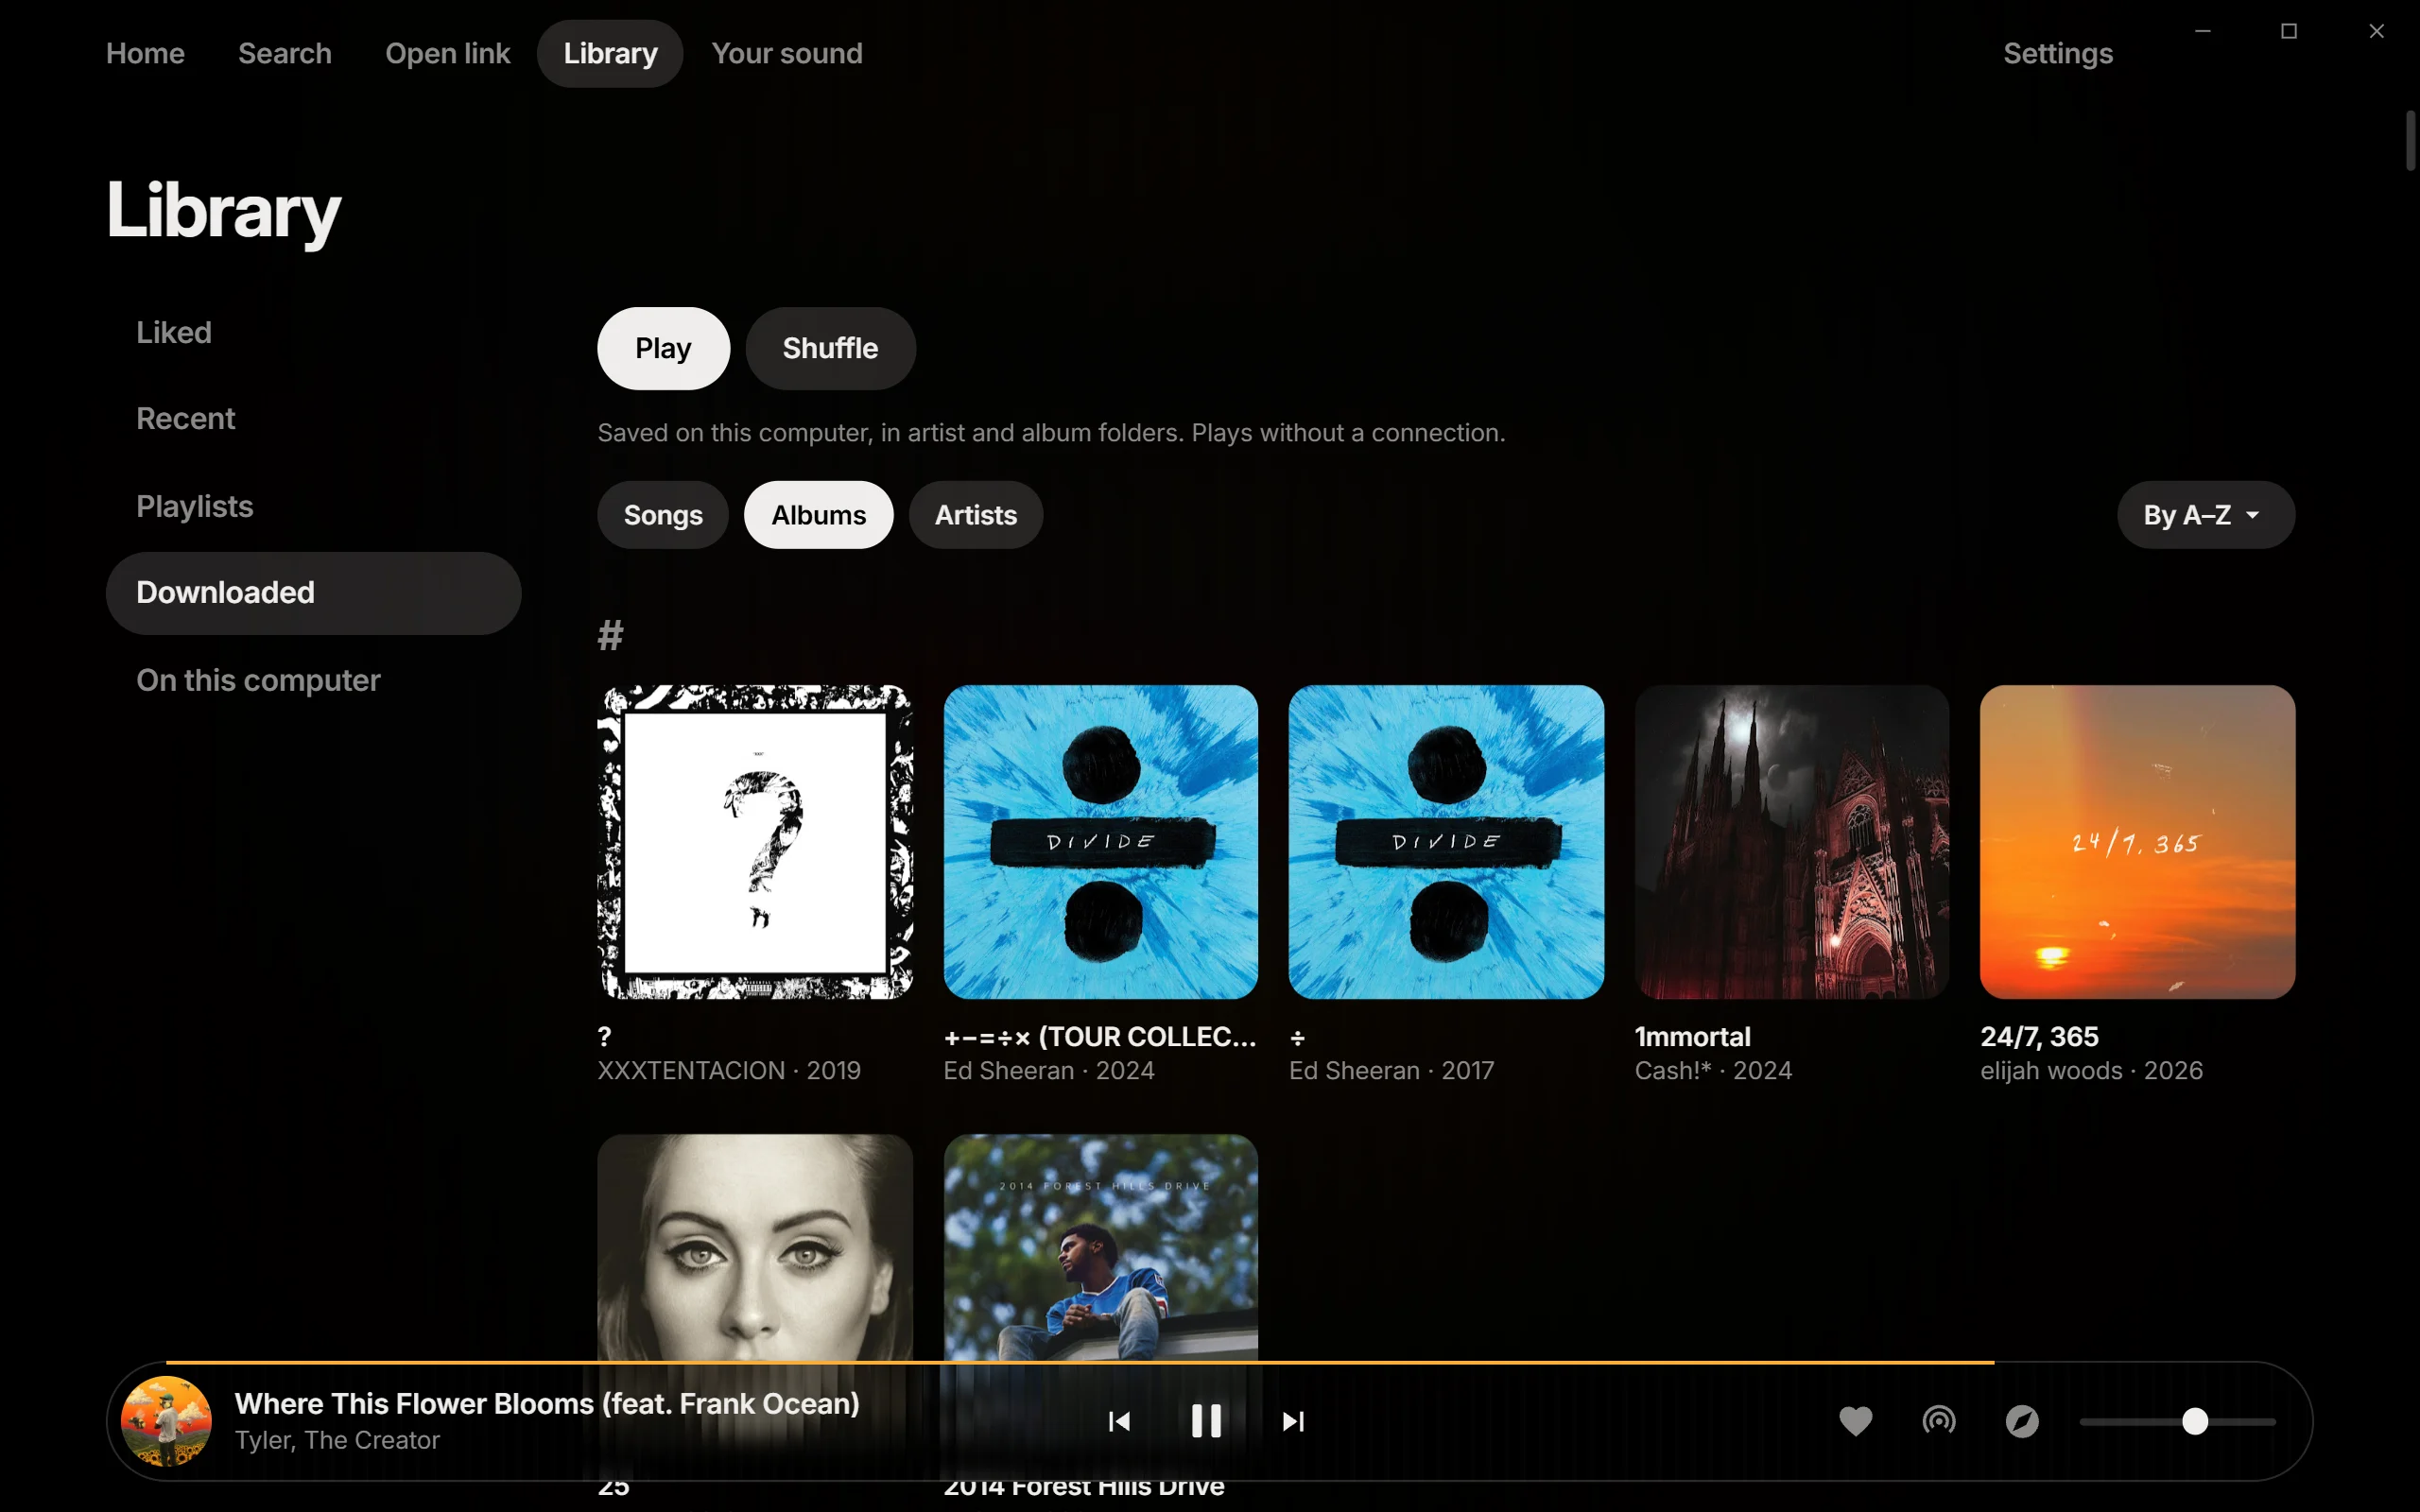 Home Search Open link Library Your sound Settings
Library
Liked
Recent
Playlists
Downloaded
On this computer
Play Shuffle
Saved on this computer, in artist and album folders. Plays without a connection.
Songs Albums Artists By A–Z
#
?
XXXTENTACION · 2019
DIVIDE
+−=÷× (TOUR COLLEC...
Ed Sheeran · 2024
DIVIDE
÷
Ed Sheeran · 2017
1mmortal
Cash!* · 2024
24/7, 365
24/7, 365
elijah woods · 2026
2014 FOREST HILLS DRIVE
25
2014 Forest Hills Drive
Where This Flower Blooms (feat. Frank Ocean)
Tyler, The Creator